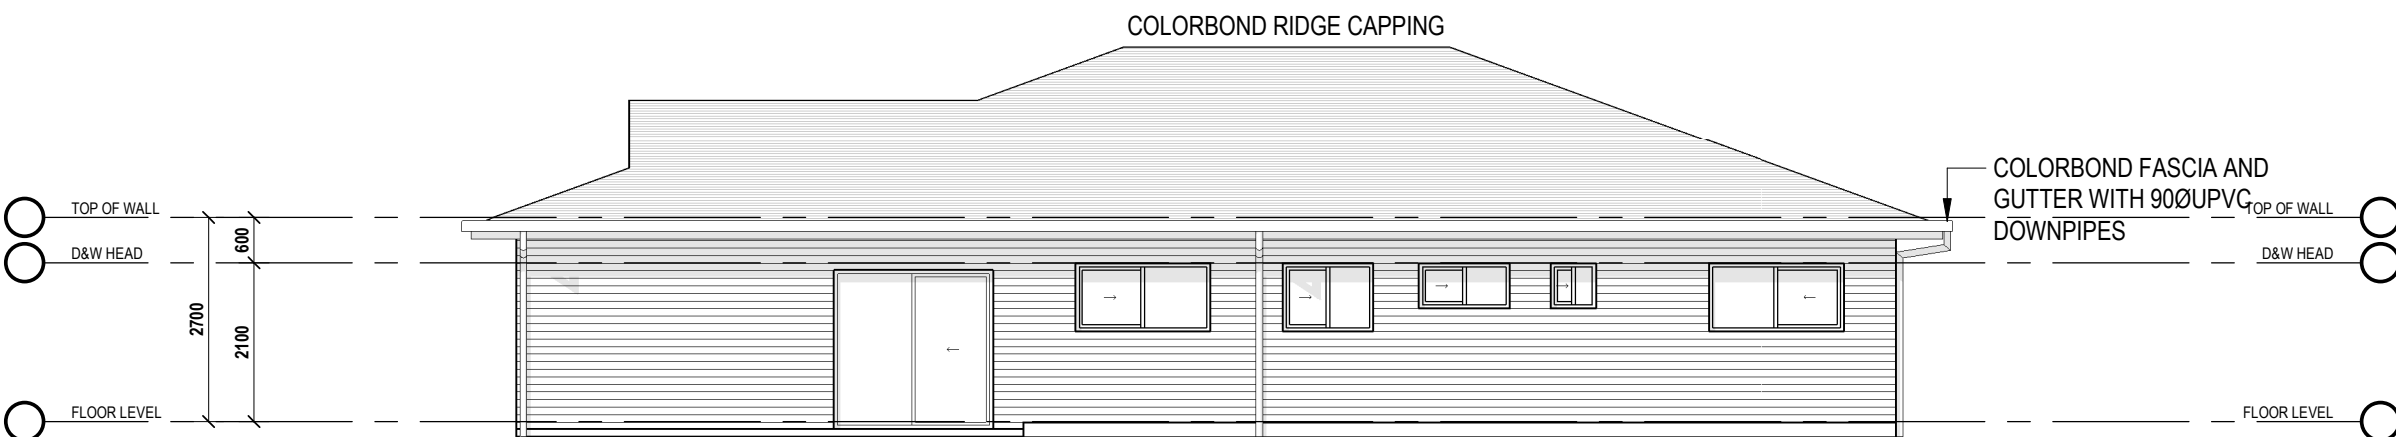 COLORBOND RIDGE CAPPING
COLORBOND FASCIA AND
GUTTER WITH 90ØUPVC
DOWNPIPES
TOP OF WALL
TOP OF WALL
D&W HEAD
D&W HEAD
600
2700
2100
FLOOR LEVEL
FLOOR LEVEL